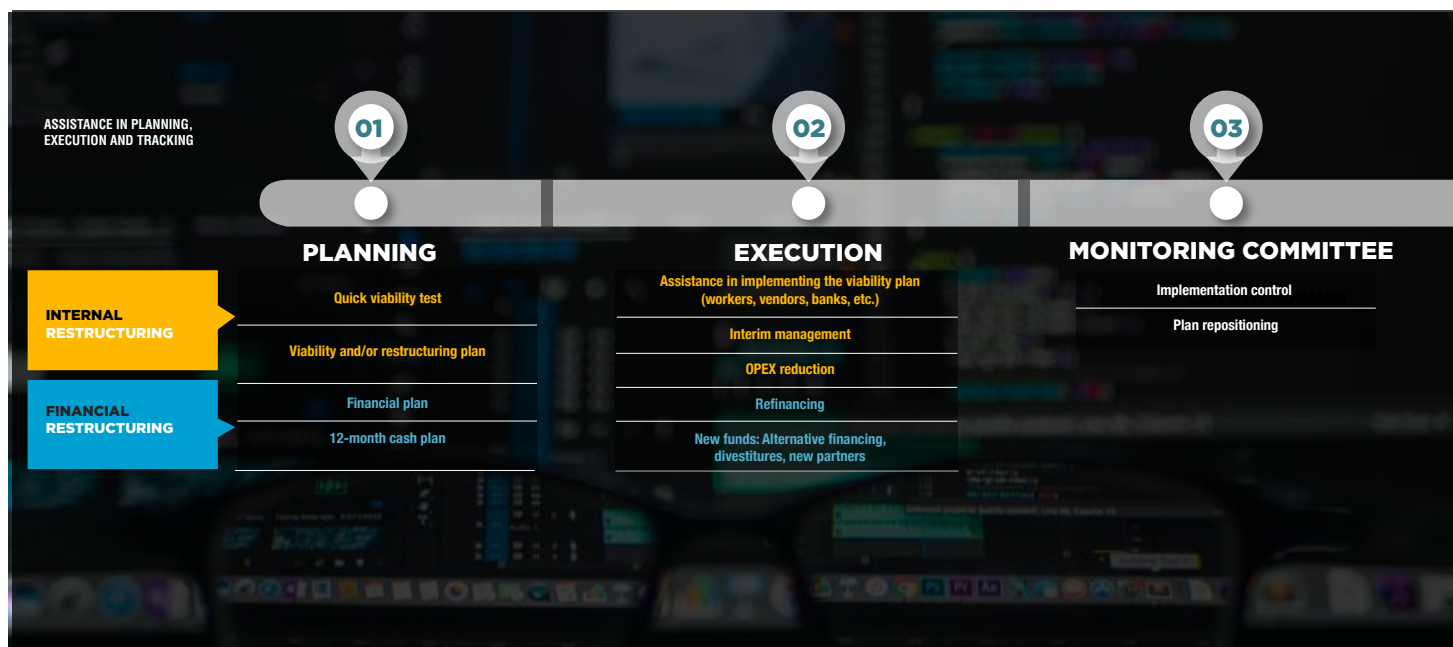 ASSISTANCE IN PLANNING,
EXECUTION AND TRACKING
01
02
03
PLANNING
EXECUTION
MONITORING COMMITTEE
INTERNAL
RESTRUCTURING
Quick viability test
Viability and/or restructuring plan
FINANCIAL
RESTRUCTURING
Financial plan
12-month cash plan
Assistance in implementing the viability plan
(workers, vendors, banks, etc.)
Interim management
OPEX reduction
Refinancing
New funds: Alternative financing,
divestitures, new partners
Implementation control
Plan repositioning